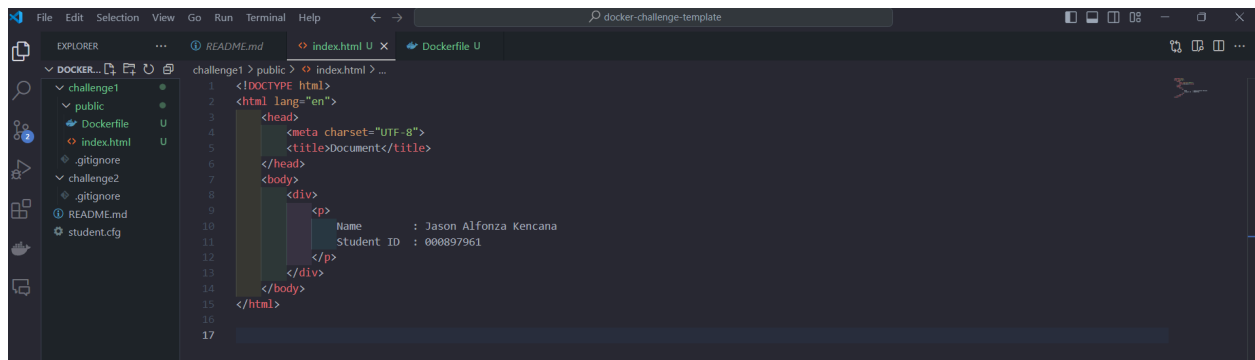 File Edit Selection View Go Run Terminal Help
docker-challenge-template
EXPLORER
README.md
index.html U
Dockerfile U
DOCKER...
challenge1 > public > index.html > ...
challenge1
public
Dockerfile U
index.html U
.gitignore
challenge2
.gitignore
README.md
student.cfg
2
1 <!DOCTYPE html>
2 <html lang="en">
3 <head>
4 <meta charset="UTF-8">
5 <title>Document</title>
6 </head>
7 <body>
8 <div>
9 <p>
10 Name : Jason Alfonza Kencana
11 Student ID : 000897961
12 </p>
13 </div>
14 </body>
15 </html>
16
17